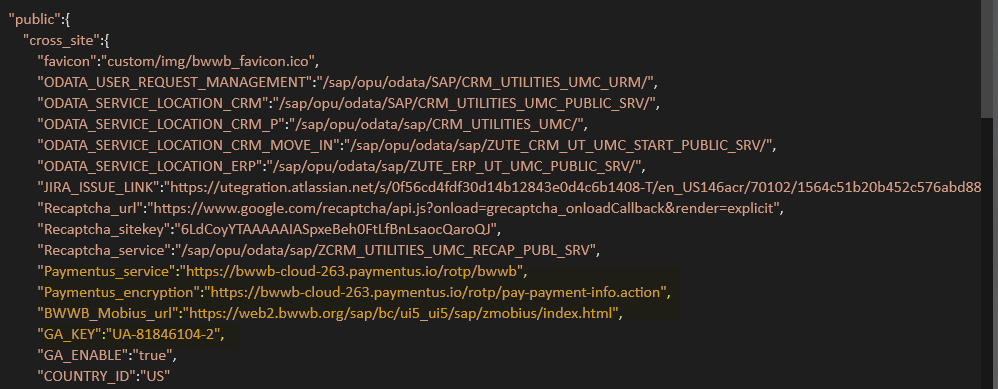 "public":{
"cross_site":{
"favicon":"custom/img/bwwb_favicon.ico",
"ODATA_USER_REQUEST_MANAGEMENT":"/sap/opu/odata/SAP/CRM_UTILITIES_UMC_URM/",
"ODATA_SERVICE_LOCATION_CRM":"/sap/opu/odata/SAP/CRM_UTILITIES_UMC_PUBLIC_SRV/",
"ODATA_SERVICE_LOCATION_CRM_P":"/sap/opu/odata/sap/CRM_UTILITIES_UMC/",
"ODATA_SERVICE_LOCATION_CRM_MOVE_IN":"/sap/opu/odata/sap/ZUTE_CRM_UT_UMC_START_PUBLIC_SRV/",
"ODATA_SERVICE_LOCATION_ERP":"/sap/opu/odata/sap/ZUTE_ERP_UT_UMC_PUBLIC_SRV/",
"JIRA_ISSUE_LINK":"https://utegration.atlassian.net/s/0f56cd4fdf30d14b12843e0d4c6b1408-T/en_US146acr/70102/1564c51b20b452c576abd88
"Recaptcha_url":"https://www.google.com/recaptcha/api.js?onload=grecaptcha_onloadCallback&render=explicit",
"Recaptcha_sitekey":"6LdCoyYTAAAAAIASpxeBeh0FtLfBnLsaocQaroQJ",
"Recaptcha_service":"/sap/opu/odata/sap/ZCRM_UTILITIES_UMC_RECAP_PUBL_SRV",
"Paymentus_service":"https://bwwb-cloud-263.paymentus.io/rotp/bwwb",
"Paymentus_encryption":"https://bwwb-cloud-263.paymentus.io/rotp/pay-payment-info.action",
"BWWB_Mobius_url":"https://web2.bwwb.org/sap/bc/ui5_ui5/sap/zmobius/index.html",
"GA_KEY":"UA-81846104-2",
"GA_ENABLE":"true",
"COUNTRY_ID":"US"